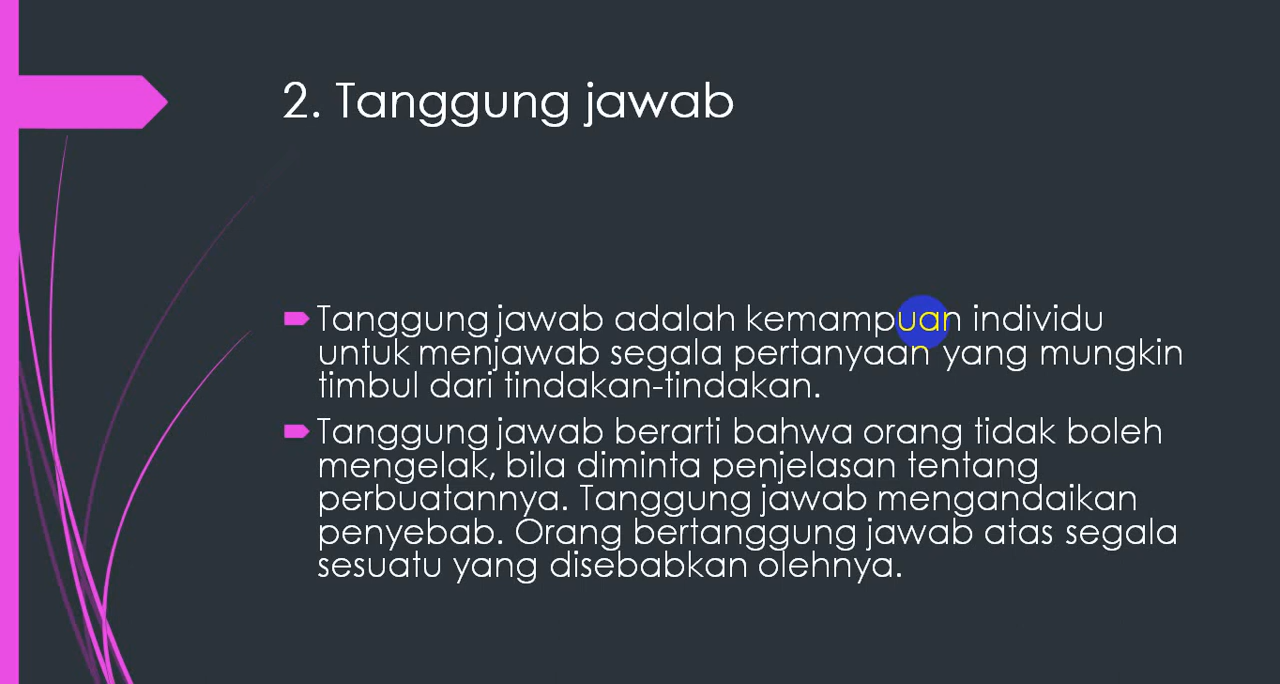 2. Tanggung jawab
Tanggung jawab adalah kemampuan individu
untuk menjawab segala pertanyaan yang mungkin
timbul dari tindakan-tindakan.
Tanggung jawab berarti bahwa orang tidak boleh
mengelak, bila diminta penjelasan tentang
perbuatannya. Tanggung jawab mengandaikan
penyebab. Orang bertanggung jawab atas segala
sesuatu yang disebabkan olehnya.